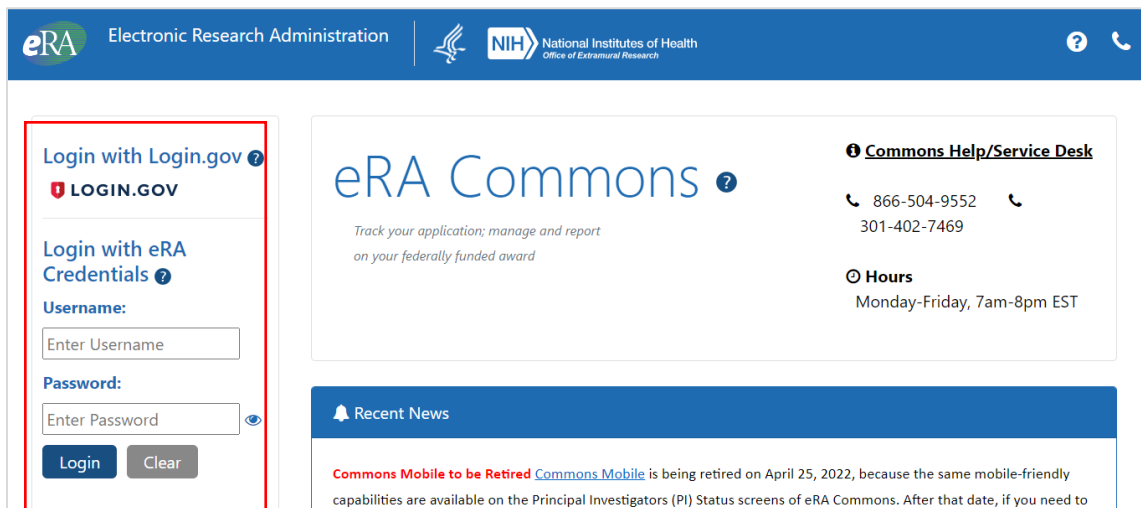 eRA
Electronic Research Administration
NIH
National Institutes of Health
Office of Extramural Research
Login with Login.gov
LOGIN.GOV
Login with eRA
Credentials
Username:
Enter Username
Password:
Enter Password
Login
Clear
eRA Commons
Track your application; manage and report
on your federally funded award
Commons Help/Service Desk
866-504-9552
301-402-7469
Hours
Monday-Friday, 7am-8pm EST
Recent News
Commons Mobile to be Retired Commons Mobile is being retired on April 25, 2022, because the same mobile-friendly
capabilities are available on the Principal Investigators (PI) Status screens of eRA Commons. After that date, if you need to